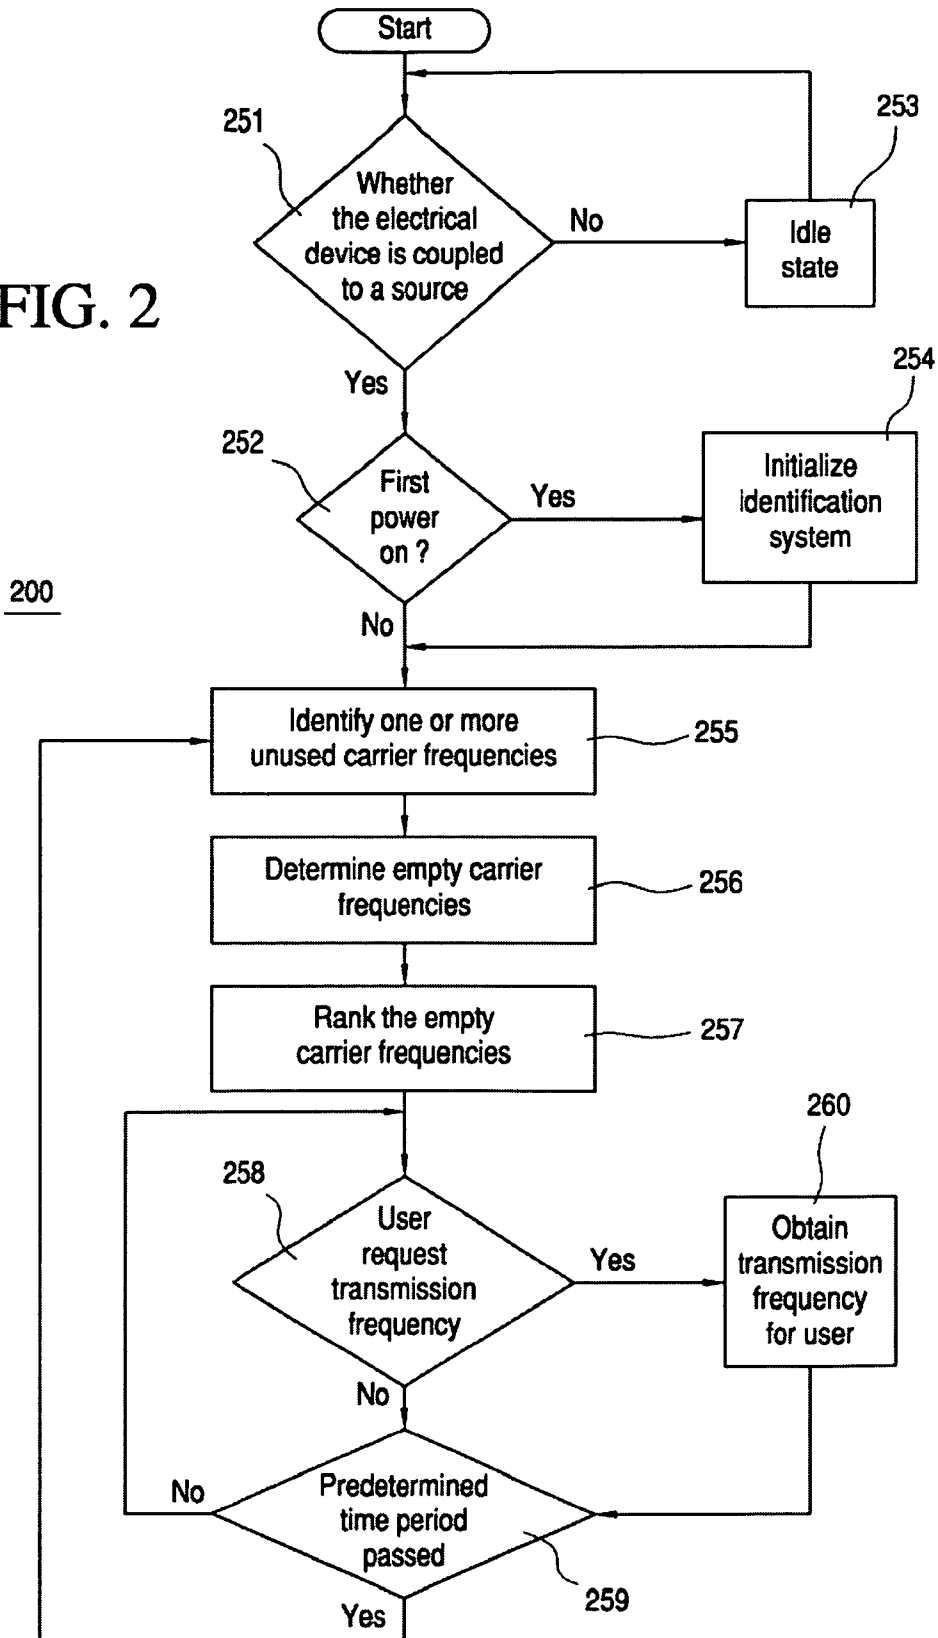 Start
251
Whether
the electrical
device is coupled
to a source
No
253
Idle
state
FIG. 2
Yes
254
252
First
power
on ?
Yes
Initialize
identification
system
200
No
Identify one or more
unused carrier frequencies
255
Determine empty carrier
frequencies
256
Rank the empty
carrier frequencies
257
260
258
User
request
transmission
frequency
Yes
Obtain
transmission
frequency
for user
No
No
Predetermined
time period
passed
259
Yes